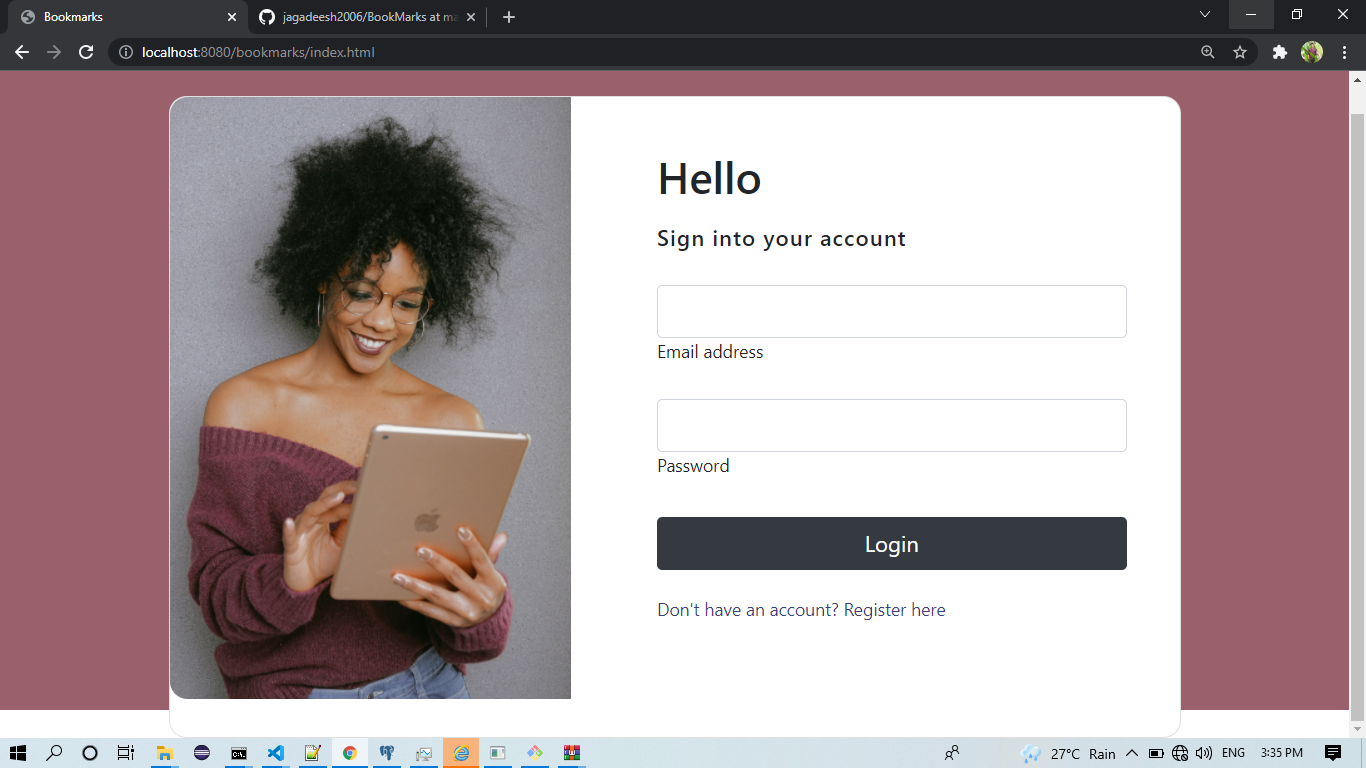 Bookmarks
jagadeesh2006/BookMarks at ma
localhost:8080/bookmarks/index.html
Hello
Sign into your account
Email address
Password
Login
Don't have an account? Register here
27°C Rain
ENG
3:35 PM